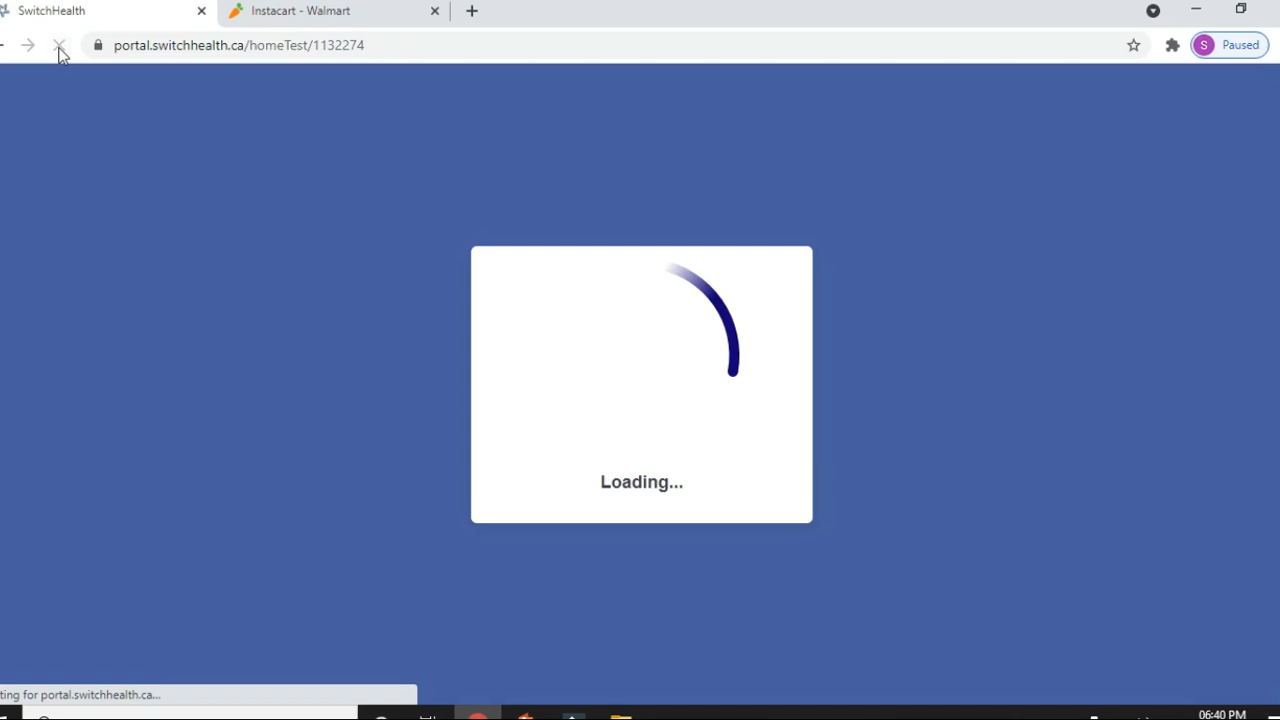 SwitchHealth
Instacart - Walmart
portal.switchhealth.ca/homeTest/1132274
S
Paused
Loading...
ting for portal.switchhealth.ca...
06:40 PM